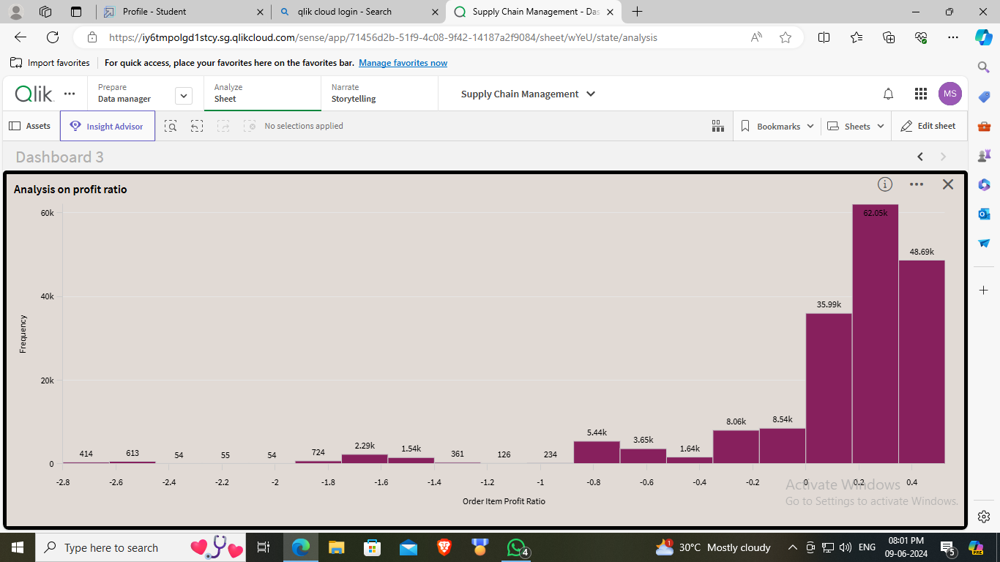 Profile - Student
qlik cloud login - Search
Supply Chain Management - Das
https://iy6tmpolgd1stcy.sg.qlikcloud.com/sense/app/71456d2b-51f9-4c08-9f42-14187a2f9084/sheet/wYeU/state/analysis
Import favorites
For quick access, place your favorites here on the favorites bar. Manage favorites now
Qlik
Prepare
Data manager
Analyze
Sheet
Narrate
Storytelling
Supply Chain Management
MS
Assets
Insight Advisor
No selections applied
Bookmarks
Sheets
Edit sheet
Dashboard 3
Analysis on profit ratio
60k
40k
20k
0
Frequency
414
613
54
55
54
724
2.29k
1.54k
361
126
234
5.44k
3.65k
1.64k
8.06k
8.54k
35.99k
62.05k
48.69k
-2.8
-2.6
-2.4
-2.2
-2
-1.8
-1.6
-1.4
-1.2
-1
-0.8
-0.6
-0.4
-0.2
0
0.2
0.4
Order Item Profit Ratio
Activate Windows
Go to Settings to activate Windows.
Type here to search
4
1
30°C Mostly cloudy
ENG
08:01 PM
09-06-2024
5
PRE